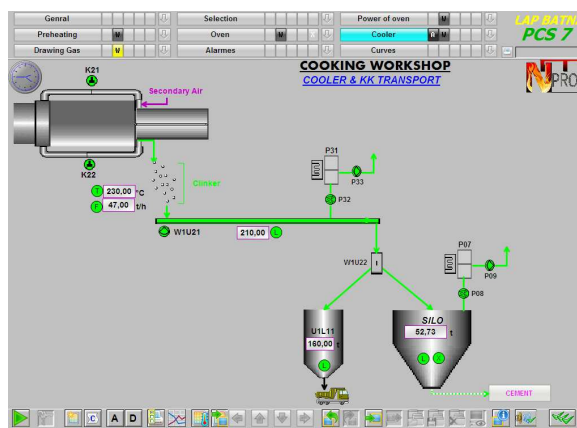 Genral
Selection
Power of oven
W
LAP BATN
Preheating
W
Oven
W
Cooler
W
PCS 7
Drawing Gas
W
Alarmes
Curves
COOKING WORKSHOP
COOLER & KK TRANSPORT
PRO
K21
Secondary Air
K22
T 230,00 °C
F 47,00 t/h
Clinker
P31
P33
P32
W1U21
210,00 L
W1U22
P07
P09
P08
U1L11
160,00 t
L
SILO
52,73 t
L A
CEMENT
A D